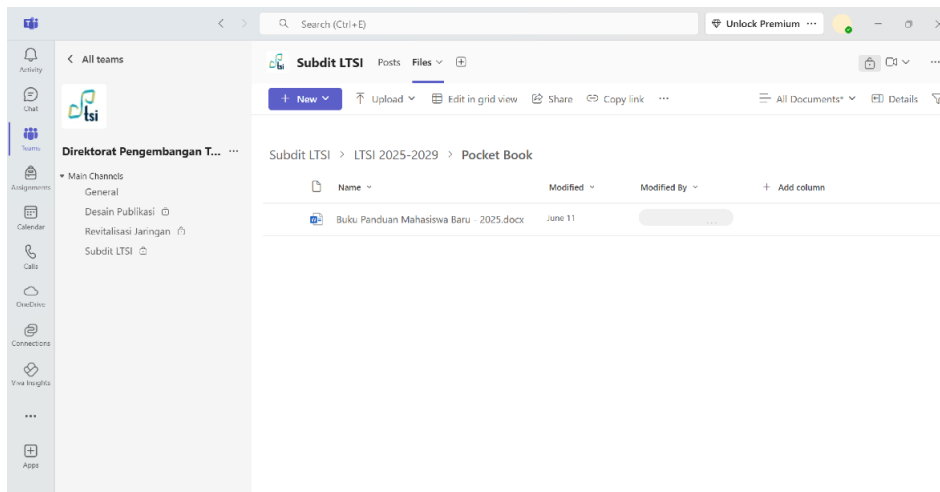 Search (Ctrl+E)
Unlock Premium ...
Activity
Chat
Teams
Assignments
Calendar
Calls
OneDrive
Connections
Viva Insights
...
Apps
All teams
ltsi
Direktorat Pengembangan T... ...
Main Channels
General
Desain Publikasi
Revitalisasi Jaringan
Subdit LTSI
Subdit LTSI Posts Files
New Upload Edit in grid view Share Copy link ... All Documents* Details
Subdit LTSI > LTSI 2025-2029 > Pocket Book
Name Modified Modified By + Add column
Buku Panduan Mahasiswa Baru - 2025.docx June 11